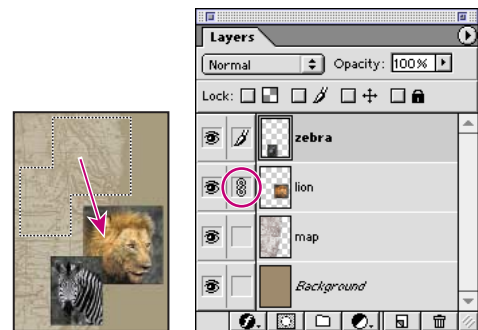 Layers
Normal Opacity: 100%
Lock:
zebra
lion
map
Background